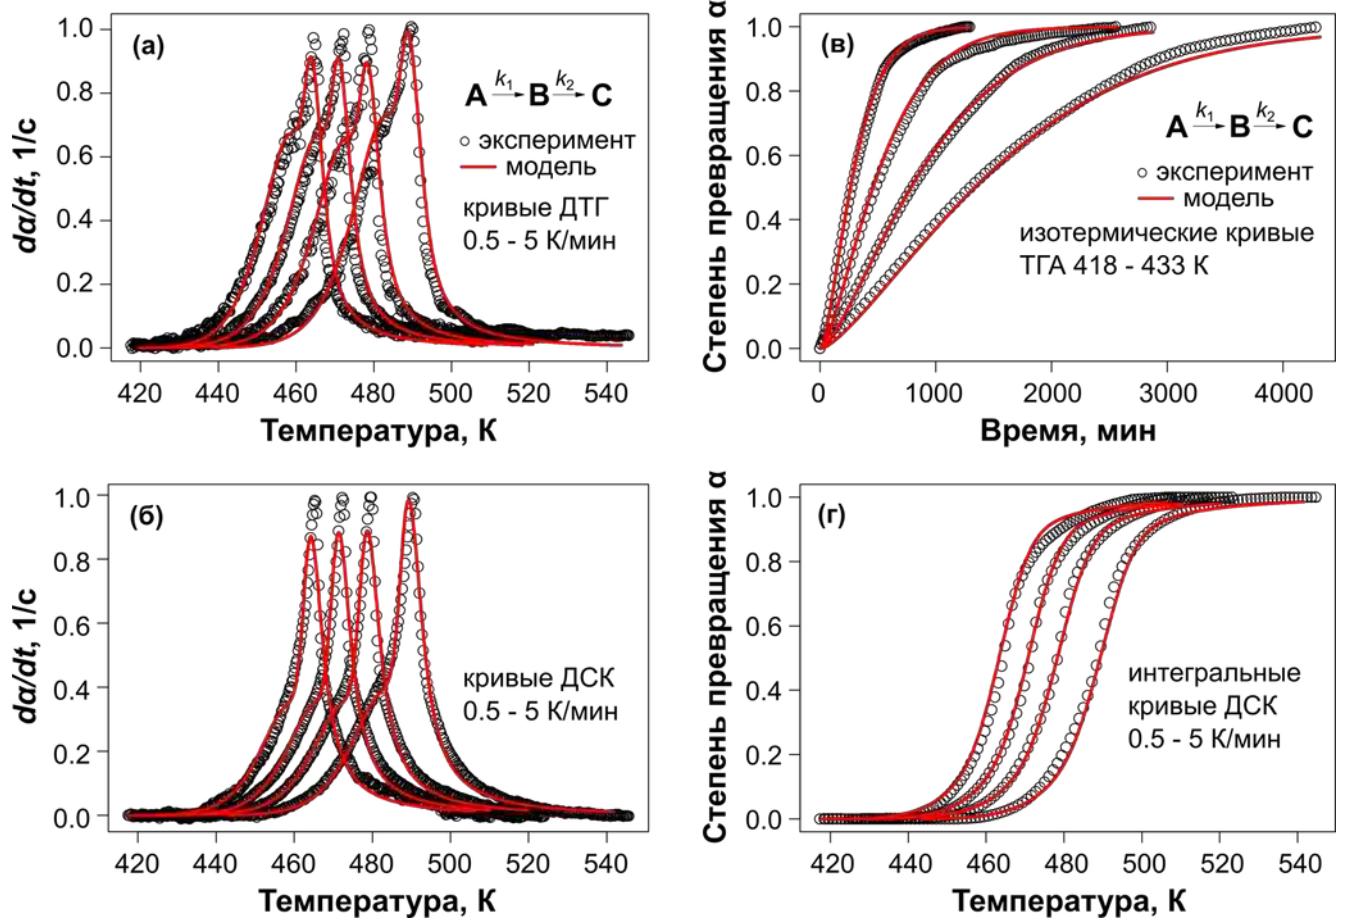 (а)
da/dt, 1/с
1.0
0.8
0.6
0.4
0.2
0.0
A k1 B k2 C
эксперимент
модель
кривые ДТГ
0.5 - 5 К/мин
420 440 460 480 500 520 540
Температура, К
(в)
Степень превращения α
1.0
0.8
0.6
0.4
0.2
0.0
A k1 B k2 C
эксперимент
модель
изотермические кривые
ТГА 418 - 433 К
0 1000 2000 3000 4000
Время, мин
(б)
da/dt, 1/с
1.0
0.8
0.6
0.4
0.2
0.0
кривые ДСК
0.5 - 5 К/мин
420 440 460 480 500 520 540
Температура, К
(г)
Степень превращения α
1.0
0.8
0.6
0.4
0.2
0.0
интегральные
кривые ДСК
0.5 - 5 К/мин
420 440 460 480 500 520 540
Температура, К